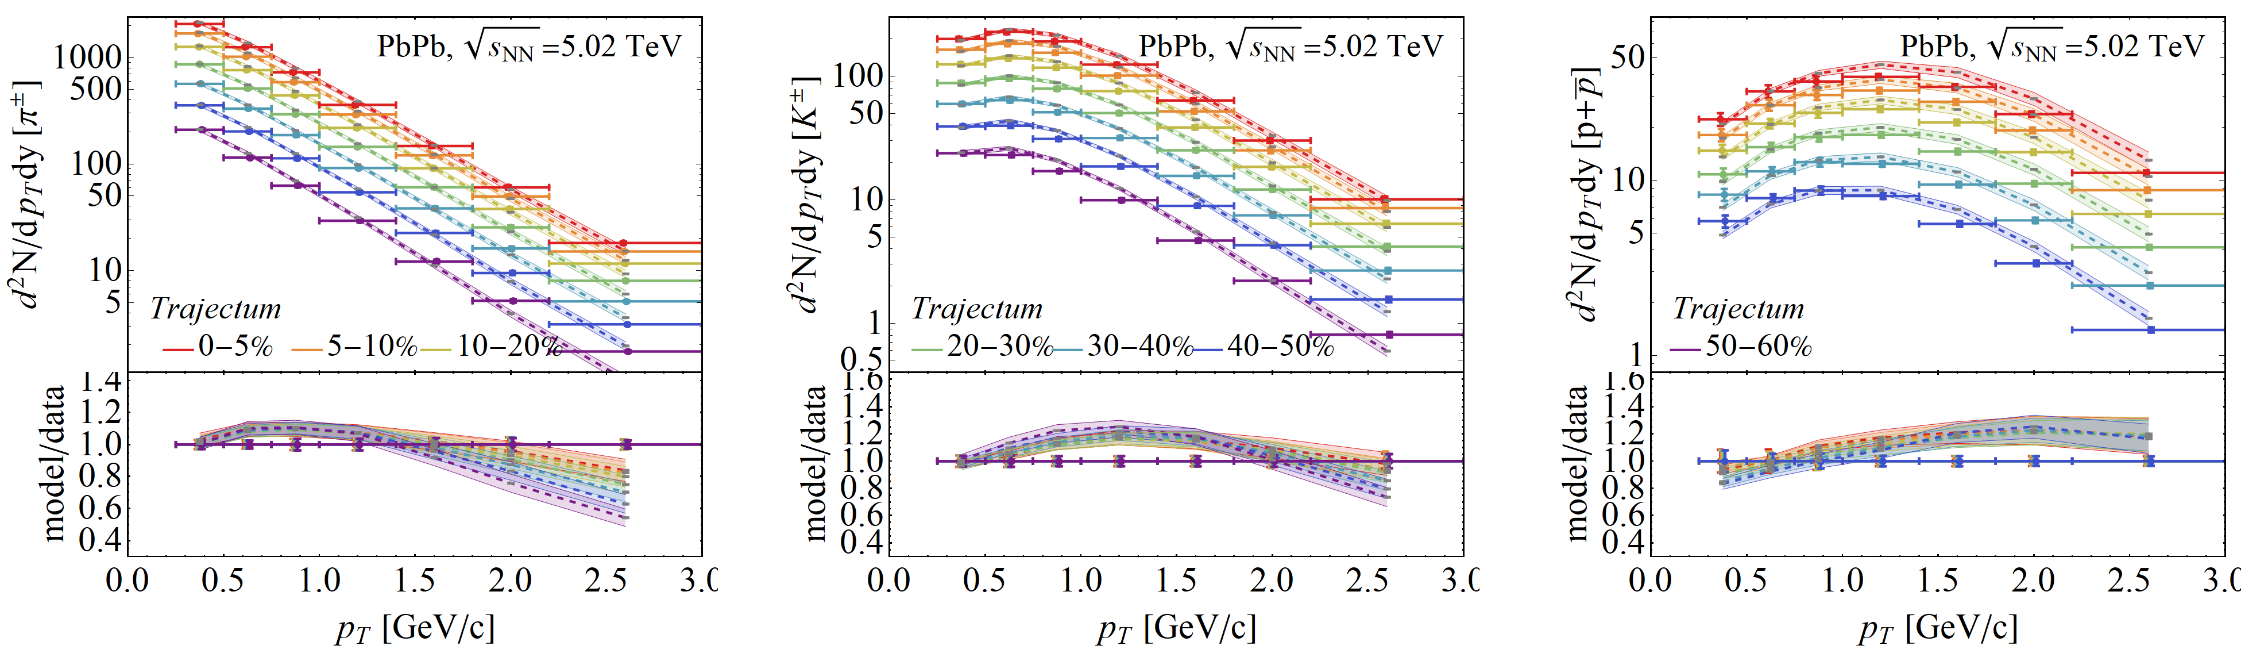 PbPb, √sNN=5.02 TeV
d²N/dpTdy [π±]
1000
500
100
50
10
5
Trajectum
0−5% 5−10% 10−20%
model/data
1.4
1.2
1.0
0.8
0.6
0.4
0.0 0.5 1.0 1.5 2.0 2.5 3.0
pT [GeV/c]
PbPb, √sNN=5.02 TeV
d²N/dpTdy [K±]
100
50
10
5
1
0.5
Trajectum
20−30% 30−40% 40−50%
model/data
1.6
1.4
1.2
1.0
0.8
0.6
0.4
0.0 0.5 1.0 1.5 2.0 2.5 3.0
pT [GeV/c]
PbPb, √sNN=5.02 TeV
d²N/dpTdy [p+p̅]
50
10
5
1
Trajectum
50−60%
model/data
1.6
1.4
1.2
1.0
0.8
0.6
0.4
0.0 0.5 1.0 1.5 2.0 2.5 3.0
pT [GeV/c]